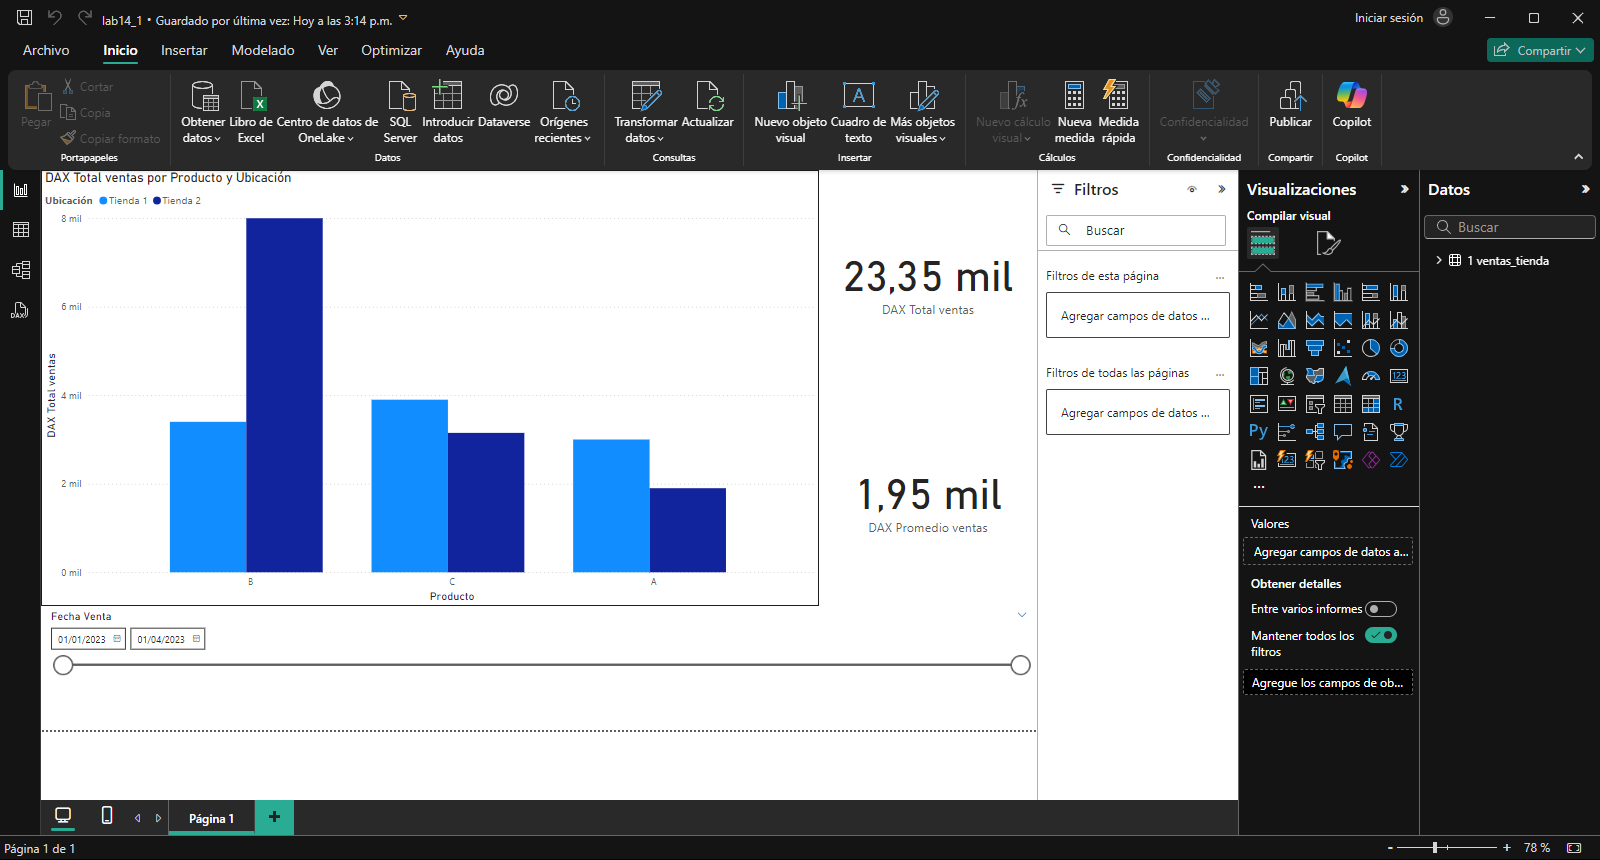 lab14_1 • Guardado por última vez: Hoy a las 3:14 p.m.
Iniciar sesión
Archivo Inicio Insertar Modelado Ver Optimizar Ayuda
Compartir
Pegar
Cortar
Copia
Copiar formato
Portapapeles
Obtener datos
Libro de Excel
Centro de datos de OneLake
SQL Server
Introducir datos
Dataverse
Orígenes recientes
Datos
Transformar datos
Actualizar
Consultas
Nuevo objeto visual
Cuadro de texto
Más objetos visuales
Insertar
Nuevo cálculo visual
Nueva medida
Medida rápida
Cálculos
Confidencialidad
Confidencialidad
Publicar
Compartir
Copilot
Copilot
DAX Total ventas por Producto y Ubicación
Ubicación Tienda 1 Tienda 2
8 mil
6 mil
4 mil
2 mil
0 mil
DAX Total ventas
B C A
Producto
23,35 mil
DAX Total ventas
1,95 mil
DAX Promedio ventas
Fecha Venta
01/01/2023 01/04/2023
Filtros
Buscar
Filtros de esta página ...
Agregar campos de datos ...
Filtros de todas las páginas ...
Agregar campos de datos ...
Visualizaciones
Compilar visual
123
R
Py
123
...
Valores
Agregar campos de datos a...
Obtener detalles
Entre varios informes
Mantener todos los
filtros
Agregue los campos de ob...
Datos
Buscar
1 ventas_tienda
DAX
Página 1 +
Página 1 de 1
- + 78 %